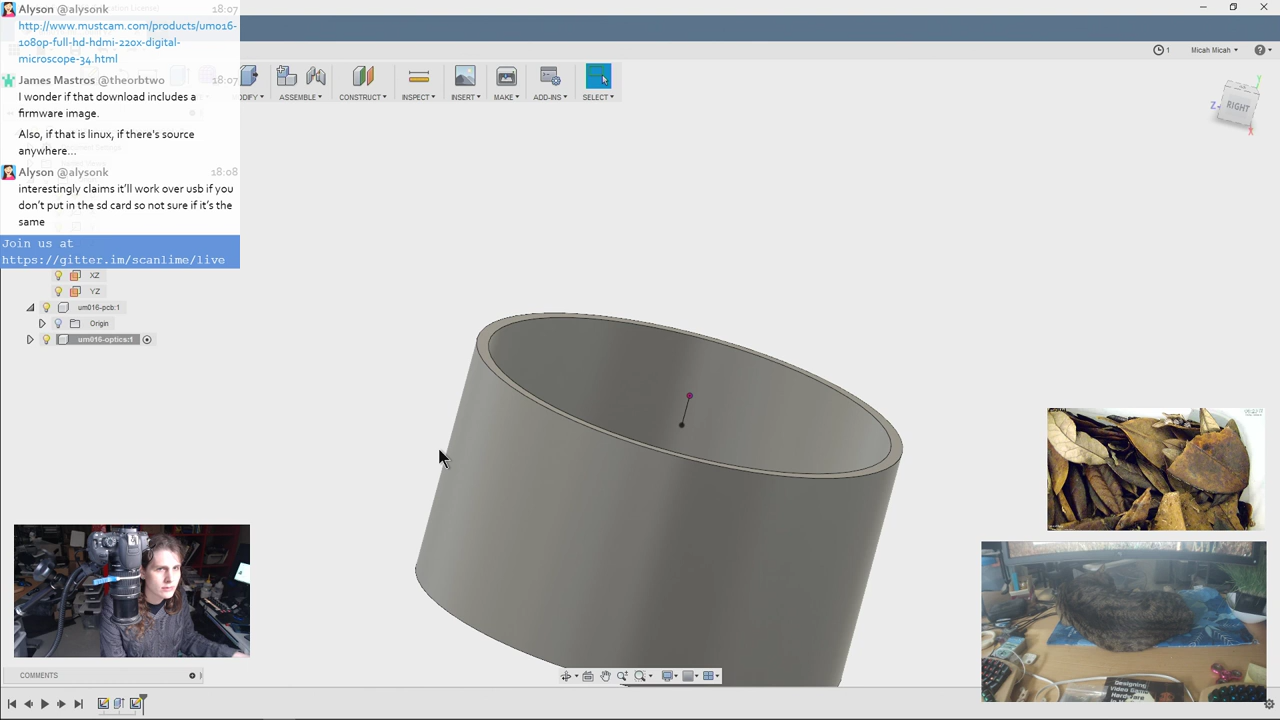 Alyson @alysonk 18:07
http://www.mustcam.com/products/um016-
1080p-full-hd-hdmi-220x-digital-
microscope-34.html
James Mastros @theorbtwo 18:07
I wonder if that download includes a
firmware image.
Also, if that is linux, if there's source
anywhere...
Alyson @alysonk 18:08
interestingly claims it'll work over usb if you
don't put in the sd card so not sure if it's the
same
Join us at
https://gitter.im/scanlime/live
1 Micah Micah
ASSEMBLE CONSTRUCT INSPECT INSERT MAKE ADD-INS SELECT
Y
Z
RIGHT
X
XZ
YZ
um016-pcb:1
Origin
um016-optics:1
COMMENTS
Designing
Video Game
Hardware